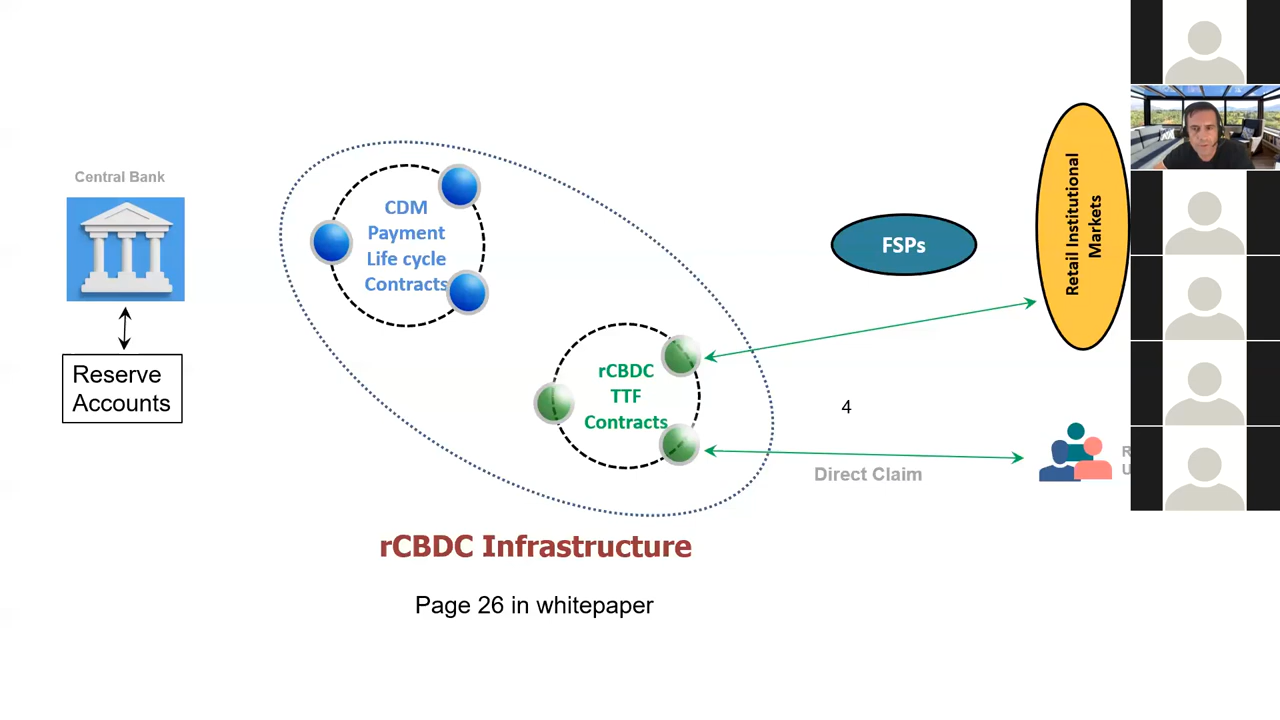 Central Bank
Reserve
Accounts
CDM
Payment
Life cycle
Contracts
rCBDC
TTF
Contracts
FSPs
Retail Institutional
Markets
4
Direct Claim
R
U
rCBDC Infrastructure
Page 26 in whitepaper